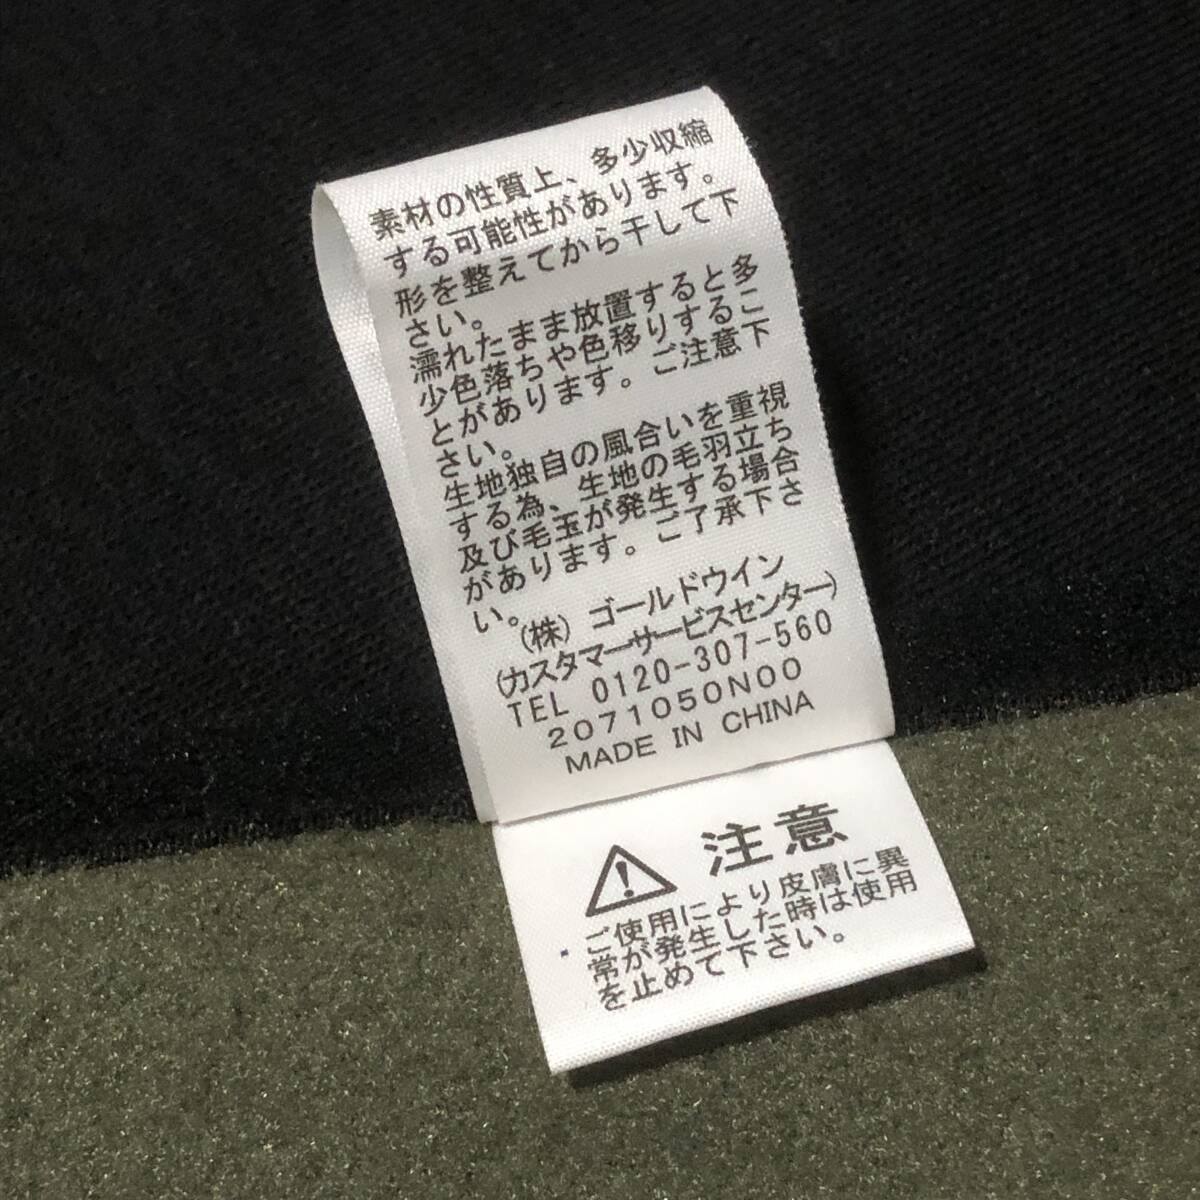 素材の性質上、多少収縮
する可能性があります。
形を整えてから干して下
さい。
濡れたまま放置すると多
少色落ちや色移りするこ
とがあります。ご注意下
さい。
生地独自の風合いを重視
する為、生地の毛羽立ち
及び毛玉が発生する場合
があります。ご了承下さ
い。
(株) ゴールドウイン
(カスタマーサービスセンター)
TEL 0120-307-560
2071050N00
MADE IN CHINA
注意
・ご使用により皮膚に異
常が発生した時は使用
を止めて下さい。